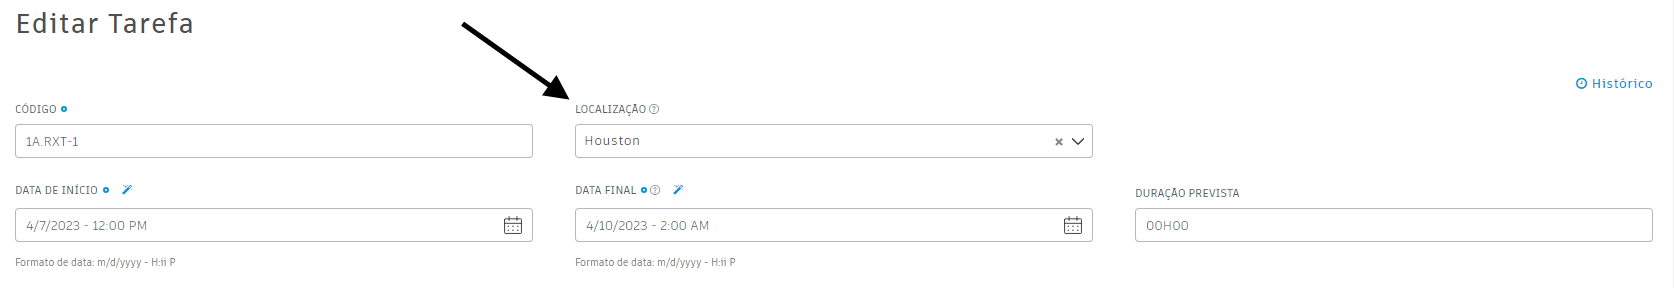 Editar Tarefa
Histórico
CÓDIGO
LOCALIZAÇÃO
1A.RXT-1
Houston
DATA DE INÍCIO
DATA FINAL
DURAÇÃO PREVISTA
4/7/2023 - 12:00 PM
4/10/2023 - 2:00 AM
00H00
Formato de data: m/d/yyyy - H:ii P
Formato de data: m/d/yyyy - H:ii P